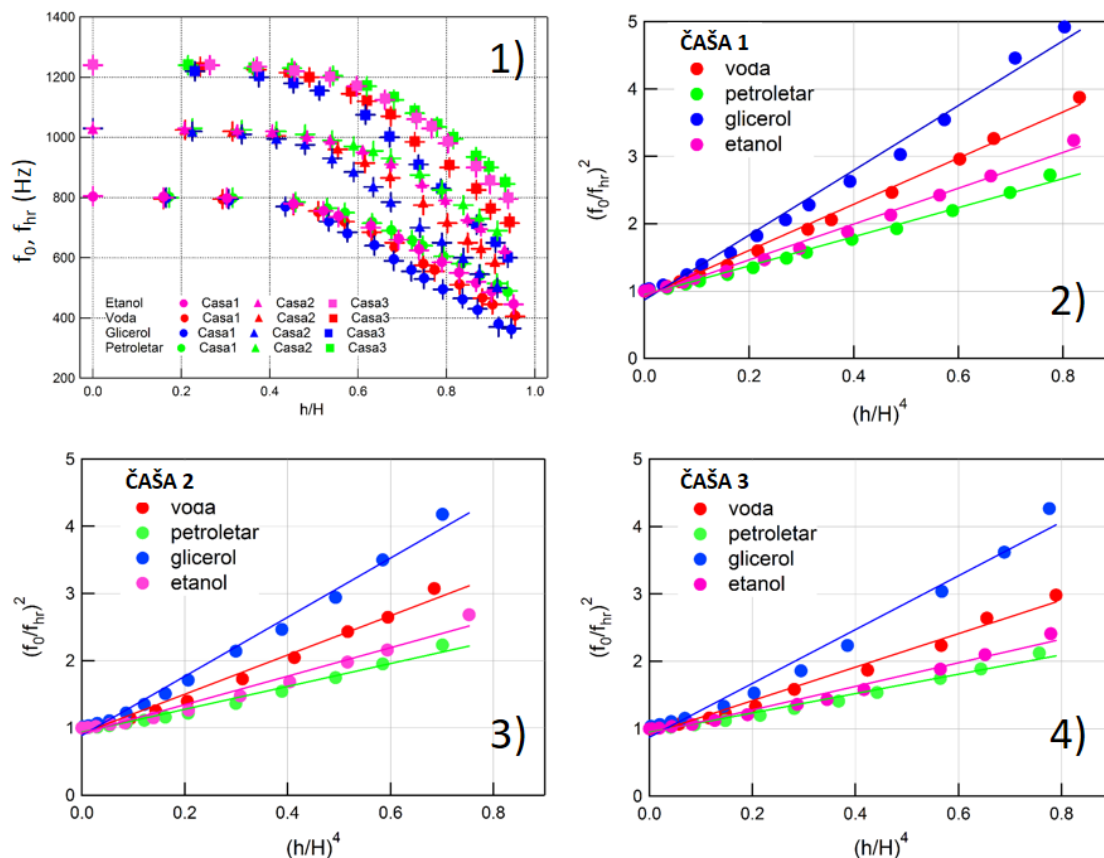 1)
f0, fhr (Hz)
1400
1200
1000
800
600
400
200
Etanol Casa1 Casa2 Casa3
Voda Casa1 Casa2 Casa3
Glicerol Casa1 Casa2 Casa3
Petroletar Casa1 Casa2 Casa3
0.0 0.2 0.4 0.6 0.8 1.0
h/H
2)
ČAŠA 1
voda
petroletar
glicerol
etanol
(f0/fhr)2
5
4
3
2
1
0
0.0 0.2 0.4 0.6 0.8
(h/H)4
3)
ČAŠA 2
voda
petroletar
glicerol
etanol
(f0/fhr)2
5
4
3
2
1
0
0.0 0.2 0.4 0.6 0.8
(h/H)4
4)
ČAŠA 3
voda
petroletar
glicerol
etanol
(f0/fhr)2
5
4
3
2
1
0
0.0 0.2 0.4 0.6 0.8
(h/H)4